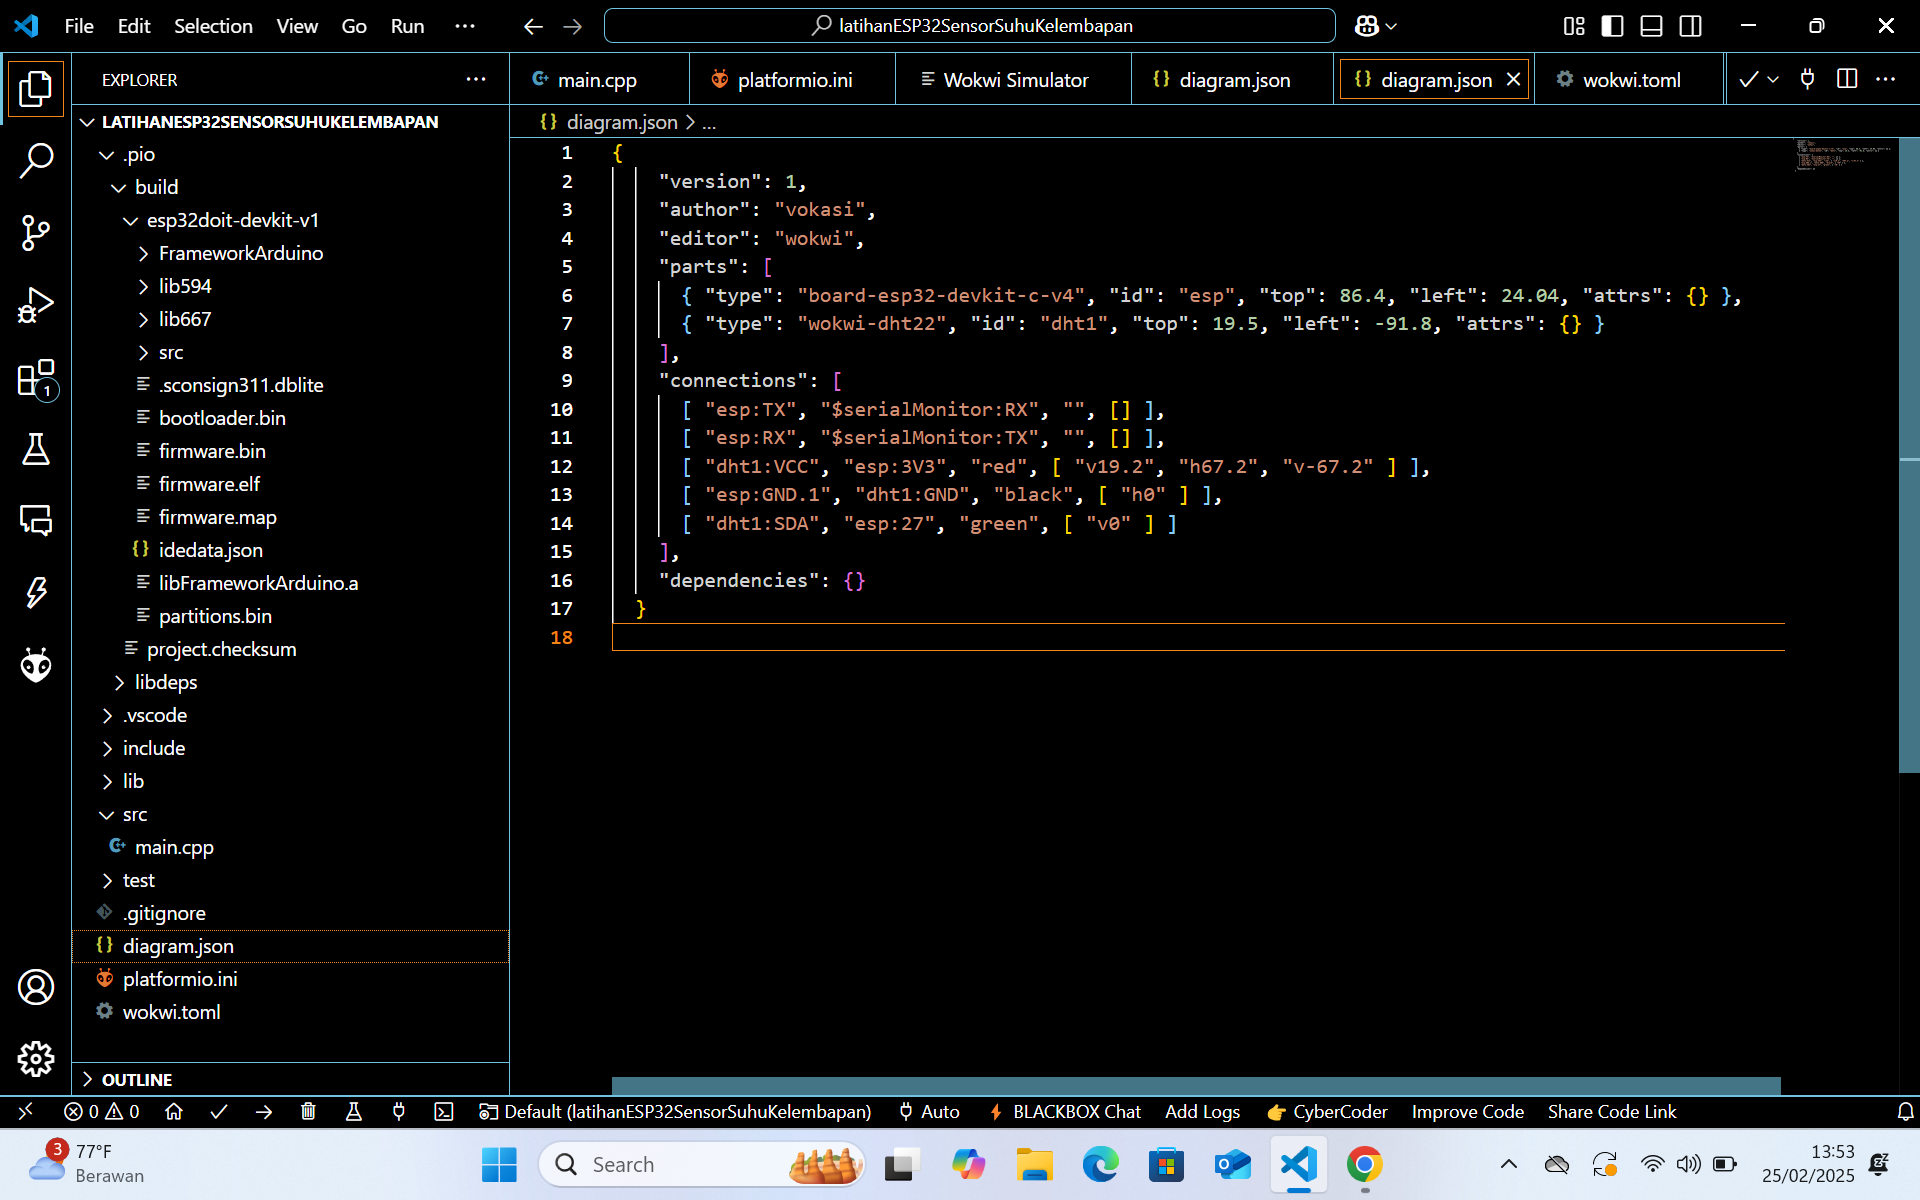 File Edit Selection View Go Run ...
latihanESP32SensorSuhuKelembapan
EXPLORER
LATIHANESP32SENSORSUHUKELEMBAPAN
.pio
build
esp32doit-devkit-v1
FrameworkArduino
lib594
lib667
src
.sconsign311.dblite
bootloader.bin
firmware.bin
firmware.elf
firmware.map
idedata.json
libFrameworkArduino.a
partitions.bin
project.checksum
libdeps
.vscode
include
lib
src
main.cpp
test
.gitignore
diagram.json
platformio.ini
wokwi.toml
OUTLINE
1
main.cpp platformio.ini Wokwi Simulator diagram.json diagram.json wokwi.toml
diagram.json > ...
1 {
2 "version": 1,
3 "author": "vokasi",
4 "editor": "wokwi",
5 "parts": [
6 { "type": "board-esp32-devkit-c-v4", "id": "esp", "top": 86.4, "left": 24.04, "attrs": {} },
7 { "type": "wokwi-dht22", "id": "dht1", "top": 19.5, "left": -91.8, "attrs": {} }
8 ],
9 "connections": [
10 [ "esp:TX", "$serialMonitor:RX", "", [] ],
11 [ "esp:RX", "$serialMonitor:TX", "", [] ],
12 [ "dht1:VCC", "esp:3V3", "red", [ "v19.2", "h67.2", "v-67.2" ] ],
13 [ "esp:GND.1", "dht1:GND", "black", [ "h0" ] ],
14 [ "dht1:SDA", "esp:27", "green", [ "v0" ] ]
15 ],
16 "dependencies": {}
17 }
18
0 0 Default (latihanESP32SensorSuhuKelembapan) Auto BLACKBOX Chat Add Logs CyberCoder Improve Code Share Code Link
3
77°F
Berawan
Search
13:53
25/02/2025